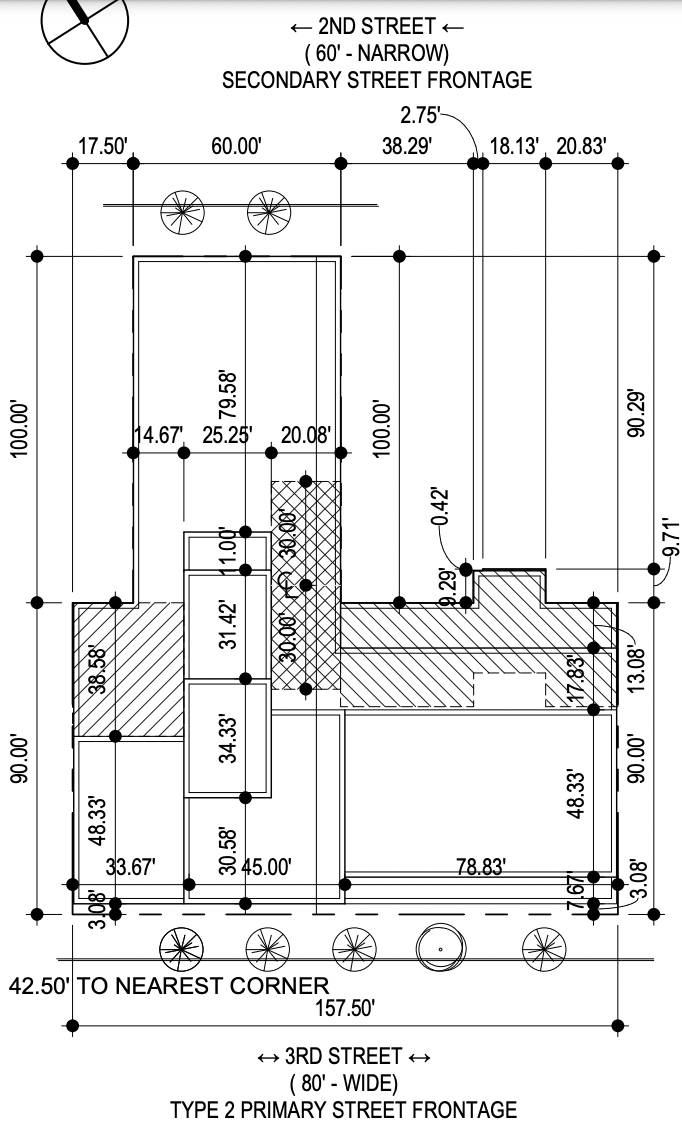 ← 2ND STREET ←
( 60' - NARROW)
SECONDARY STREET FRONTAGE
2.75'
17.50' 60.00' 38.29' 18.13' 20.83'
100.00' 79.58' 100.00' 90.29'
14.67' 25.25' 20.08'
0.42'
9.71'
11.00' 30.00' 9.29'
31.42' 30.00'
38.58' 17.83' 13.08'
34.33'
90.00' 90.00'
48.33' 48.33'
30.58'
33.67' 45.00' 78.83'
3.08' 7.67' 3.08'
42.50' TO NEAREST CORNER
157.50'
↔ 3RD STREET ↔
( 80' - WIDE)
TYPE 2 PRIMARY STREET FRONTAGE